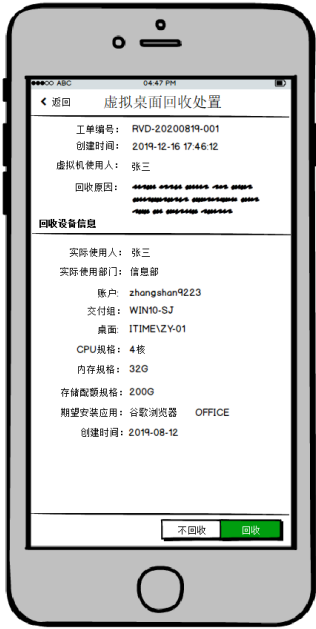 ABC 04:47 PM
返回 虚拟桌面回收处置
工单编号： RVD-20200819-001
创建时间： 2019-12-16 17:46:12
虚拟机使用人： 张三
回收原因：
回收设备信息
实际使用人： 张三
实际使用部门： 信息部
账户: zhangshan9223
交付组： WIN10-SJ
桌面: ITIME\ZY-01
CPU规格： 4核
内存规格： 32G
存储配额规格： 200G
期望安装应用： 谷歌浏览器 OFFICE
创建时间： 2019-08-12
不回收 回收